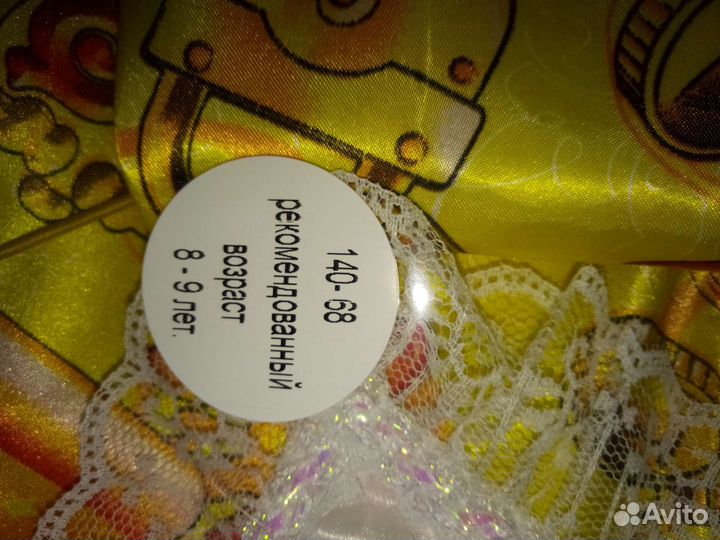 140-68
рекомендованный
возраст
8 - 9 лет.
Avito